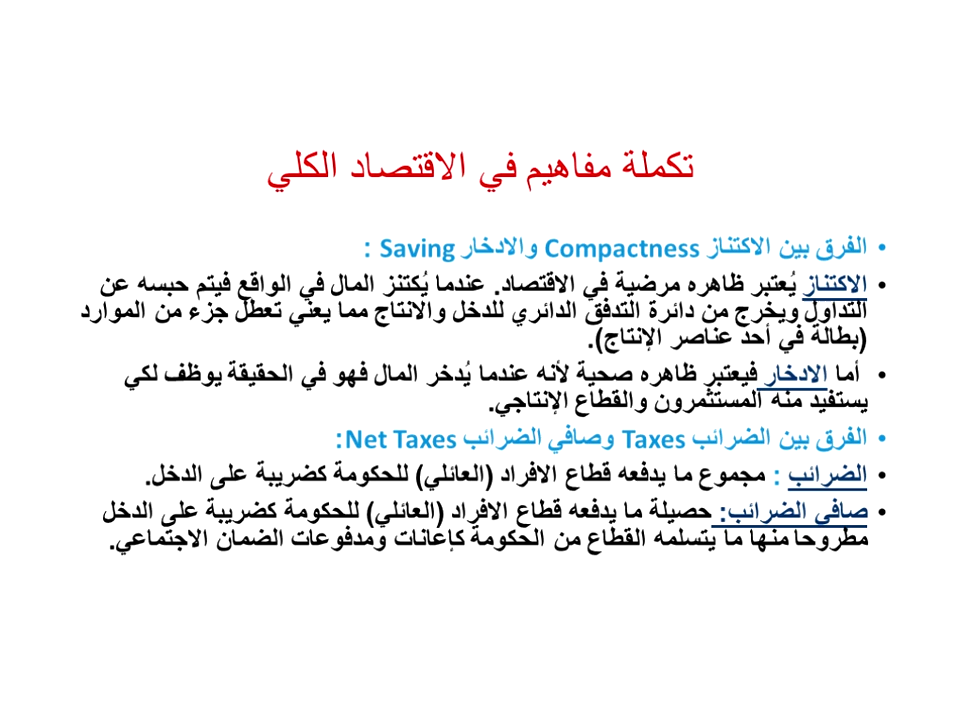 تكملة مفاهيم في الاقتصاد الكلي
• الفرق بين الاكتناز Compactness والادخار Saving :
• الاكتناز يُعتبر ظاهره مرضية في الاقتصاد. عندما يُكتنز المال في الواقع فيتم حبسه عن
التداول ويخرج من دائرة التدفق الدائري للدخل والانتاج مما يعني تعطل جزء من الموارد
(بطالة في أحد عناصر الإنتاج).
• أما الادخار فيعتبر ظاهره صحية لأنه عندما يُدخر المال فهو في الحقيقة يوظف لكي
يستفيد منه المستثمرون والقطاع الإنتاجي.
• الفرق بين الضرائب Taxes وصافي الضرائب Net Taxes:
• الضرائب : مجموع ما يدفعه قطاع الافراد (العائلي) للحكومة كضريبة على الدخل.
• صافي الضرائب: حصيلة ما يدفعه قطاع الافراد (العائلي) للحكومة كضريبة على الدخل
مطروحا منها ما يتسلمه القطاع من الحكومة كإعانات ومدفوعات الضمان الاجتماعي.